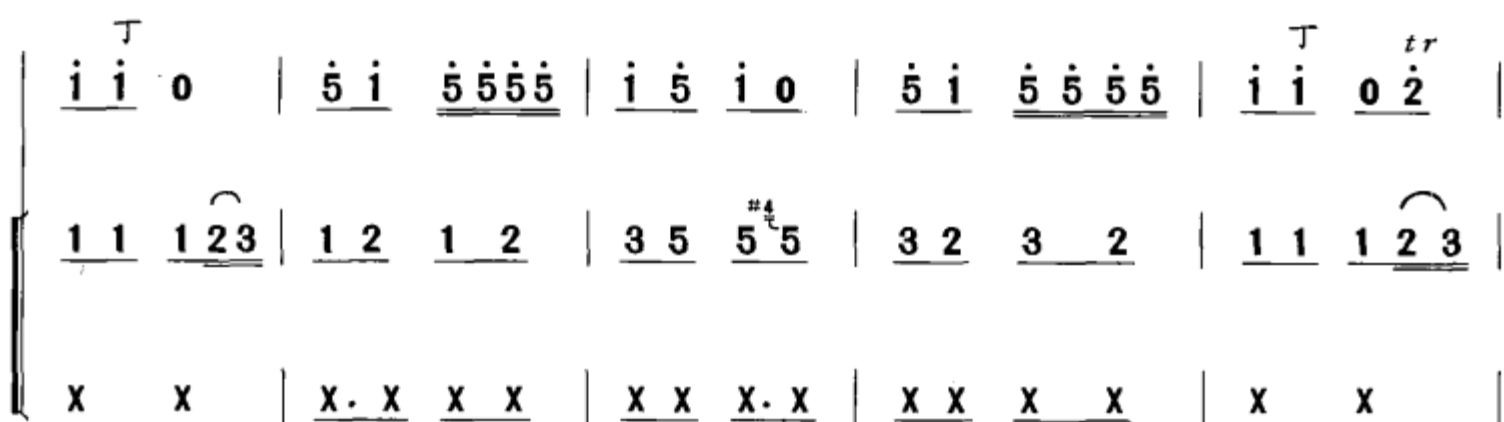 丁 丁 tr
i̇ i̇ 0 | 5̇ i̇ 5̇ 5̇ 5̇ 5̇ | i̇ 5̇ i̇ 0 | 5̇ i̇ 5̇ 5̇ 5̇ 5̇ | i̇ i̇ 0 2̇ |
#4
1 1 1 2 3 | 1 2 1 2 | 3 5 5 5 | 3 2 3 2 | 1 1 1 2 3 |
X X | X. X X X | X X X. X | X X X X | X X |